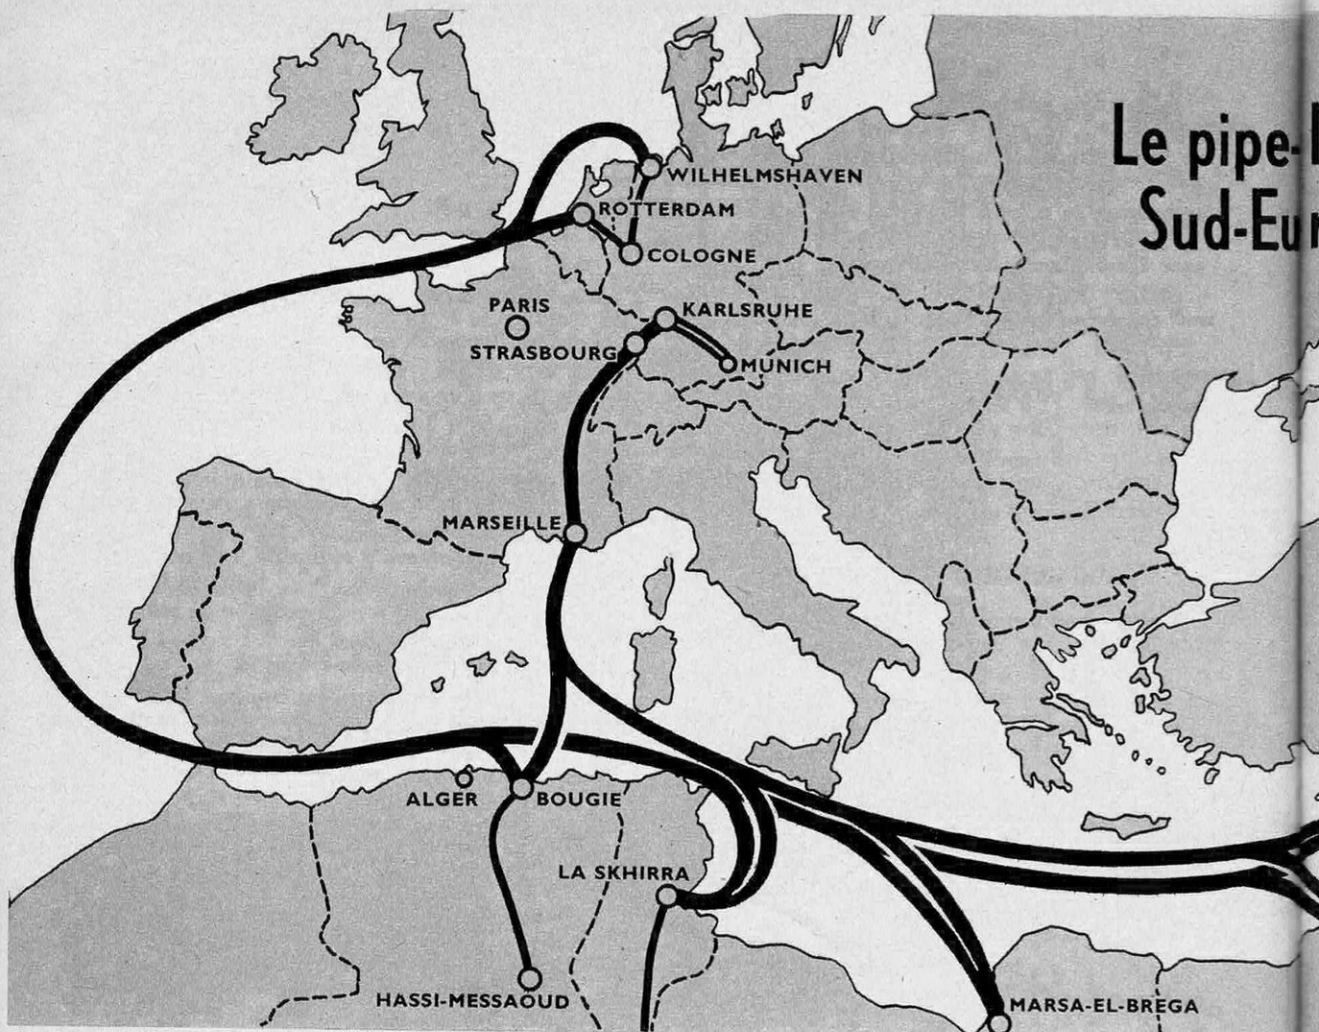 Le pipe-
Sud-Eu
WILHELMSHAVEN
ROTTERDAM
COLOGNE
PARIS
KARLSRUHE
STRASBOURG
MUNICH
MARSEILLE
ALGER
BOUGIE
LA SKHIRRA
HASSI-MESSAOUD
MARSA-EL-BREGA